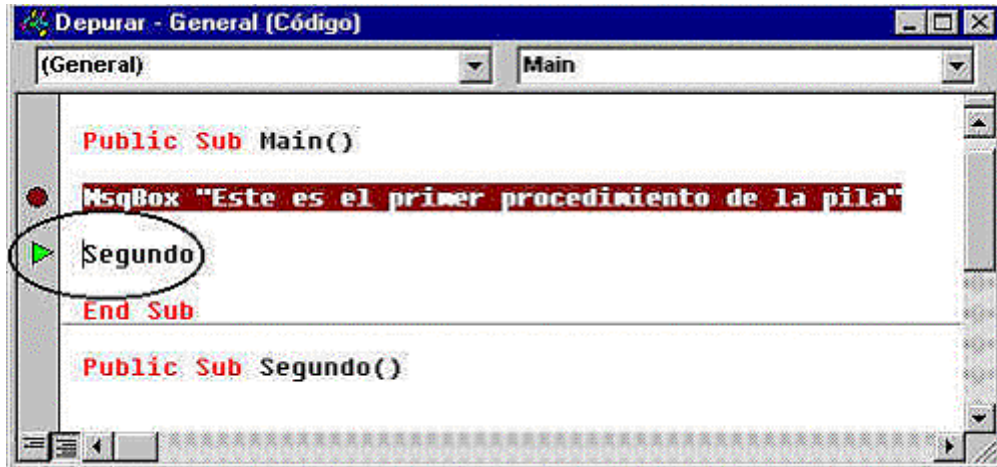 Depurar - General (Código)
(General) Main
Public Sub Main()
MsgBox "Este es el primer procedimiento de la pila"
Segundo
End Sub
Public Sub Segundo()